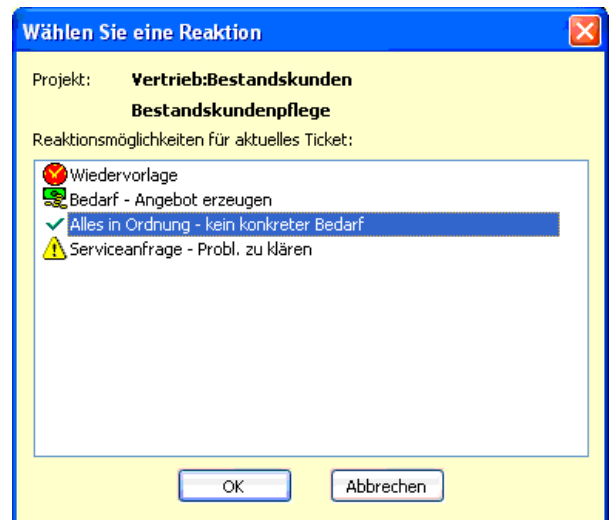 Wählen Sie eine Reaktion
Projekt: Vertrieb:Bestandskunden
Bestandskundenpflege
Reaktionsmöglichkeiten für aktuelles Ticket:
Wiedervorlage
Bedarf - Angebot erzeugen
Alles in Ordnung - kein konkreter Bedarf
Serviceanfrage - Probl. zu klären
OK Abbrechen